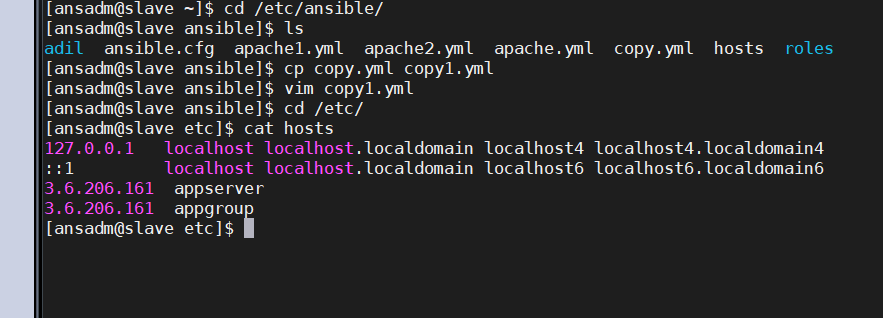 [ansadm@slave ~]$ cd /etc/ansible/
[ansadm@slave ansible]$ ls
adil  ansible.cfg  apache1.yml  apache2.yml  apache.yml  copy.yml  hosts  roles
[ansadm@slave ansible]$ cp copy.yml copy1.yml
[ansadm@slave ansible]$ vim copy1.yml
[ansadm@slave ansible]$ cd /etc/
[ansadm@slave etc]$ cat hosts
127.0.0.1   localhost localhost.localdomain localhost4 localhost4.localdomain4
::1         localhost localhost.localdomain localhost6 localhost6.localdomain6
3.6.206.161  appserver
3.6.206.161  appgroup
[ansadm@slave etc]$